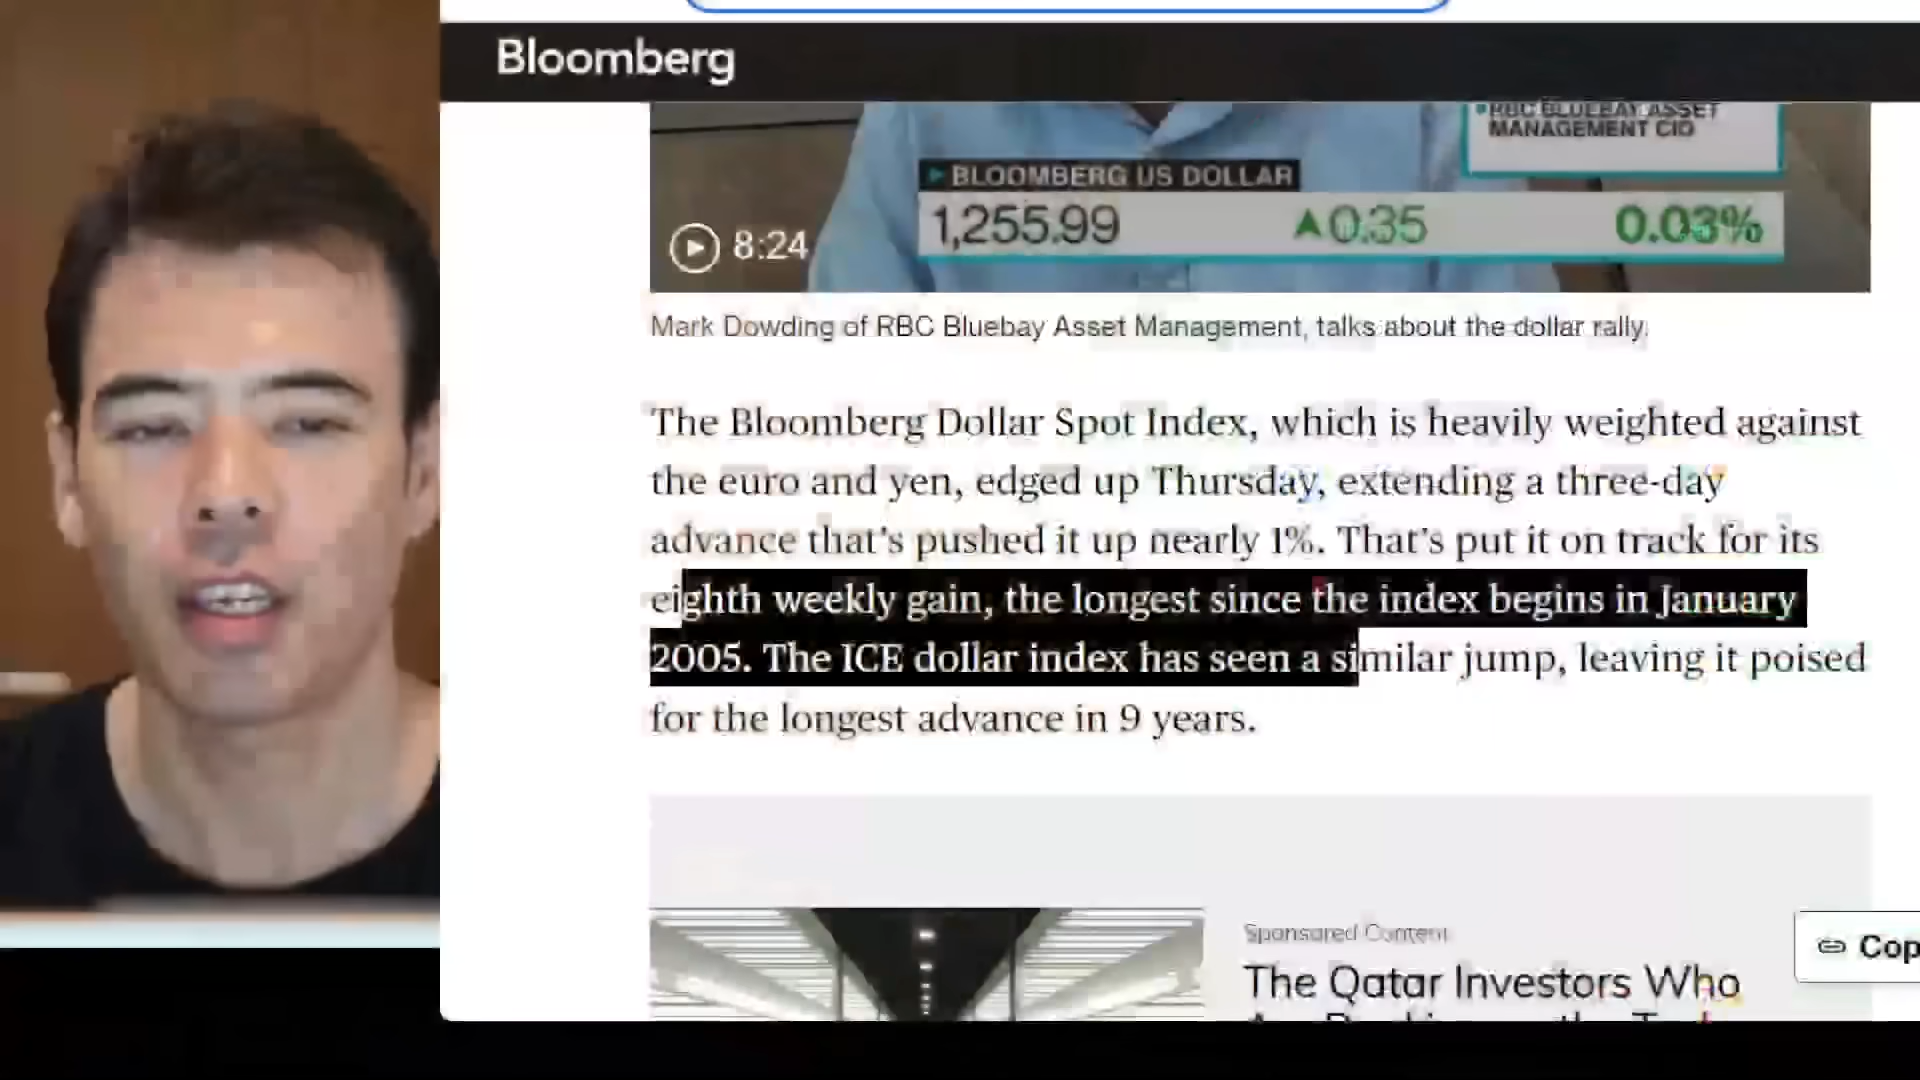 Bloomberg
RBC BLUEBAY ASSET
MANAGEMENT CIO
BLOOMBERG US DOLLAR
1,255.99 ▲0.35 0.03%
8:24
Mark Dowding of RBC Bluebay Asset Management, talks about the dollar rally.
The Bloomberg Dollar Spot Index, which is heavily weighted against
the euro and yen, edged up Thursday, extending a three-day
advance that's pushed it up nearly 1%. That's put it on track for its
eighth weekly gain, the longest since the index begins in January
2005. The ICE dollar index has seen a similar jump, leaving it poised
for the longest advance in 9 years.
Sponsored Content
The Qatar Investors Who
Cop